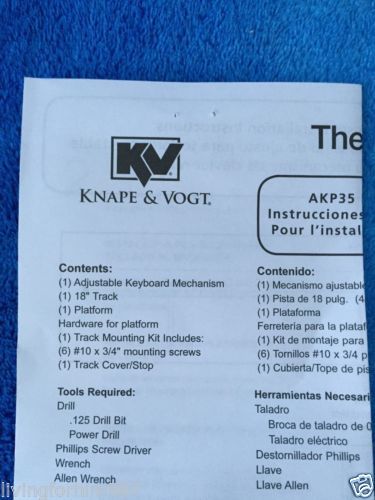 KV
The
KNAPE & VOGT.
AKP35
Instrucciones
Pour l'instal
Contents:
(1) Adjustable Keyboard Mechanism
(1) 18" Track
(1) Platform
Hardware for platform
(1) Track Mounting Kit Includes:
(6) #10 x 3/4" mounting screws
(1) Track Cover/Stop
Tools Required:
Drill
.125 Drill Bit
Power Drill
Phillips Screw Driver
Wrench
Allen Wrench
Contenido:
(1) Mecanismo ajustable
(1) Pista de 18 pulg. (4
(1) Plataforma
Ferretería para la plataf
(1) Kit de montaje para
(6) Tornillos #10 x 3/4 p
(1) Cubierta/Tope de pis
Herramientas Necesari
Taladro
Broca de taladro de 0
Taladro eléctrico
Destornillador Phillips
Llave
Llave Allen